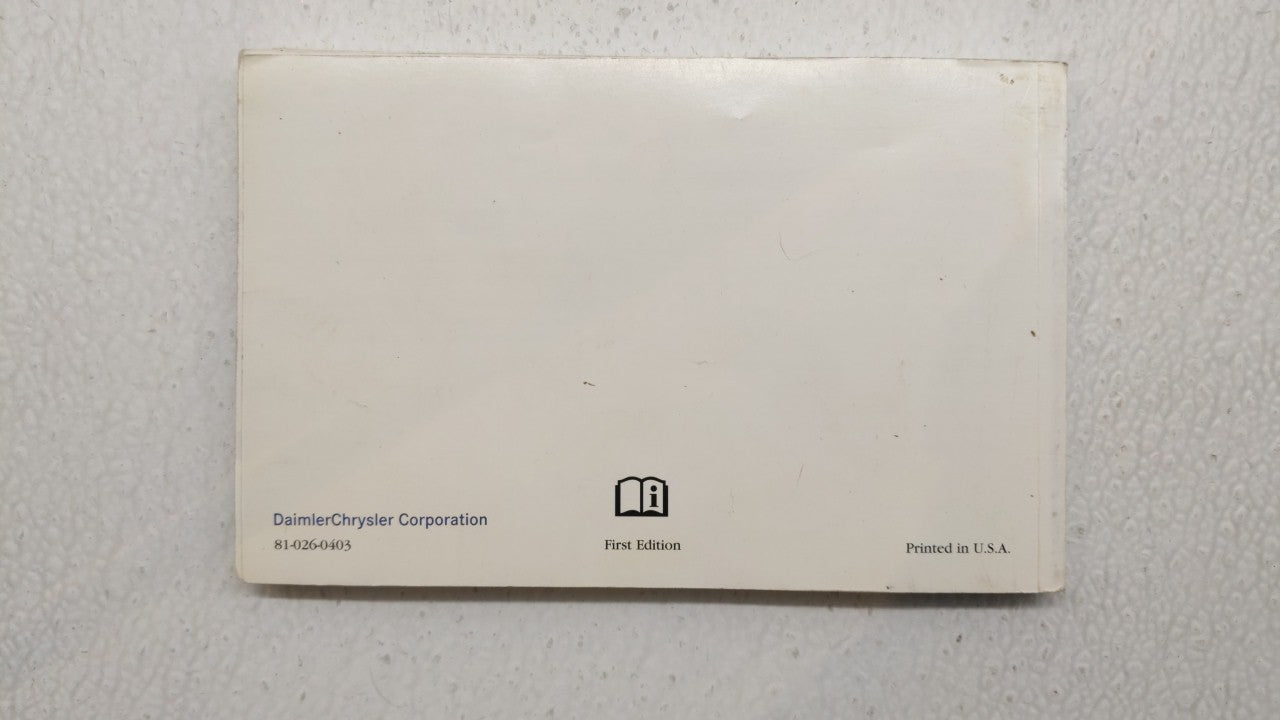 DaimlerChrysler Corporation
81-026-0403
i
First Edition
Printed in U.S.A.